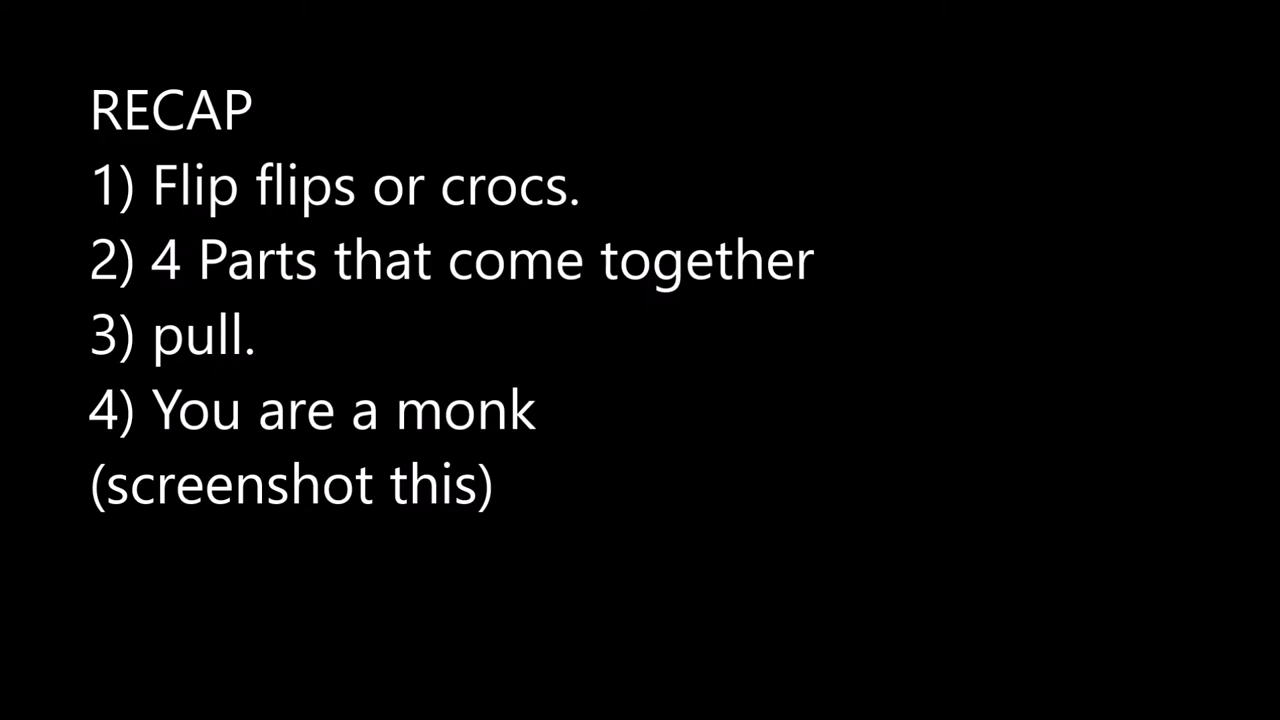 RECAP
1) Flip flips or crocs.
2) 4 Parts that come together
3) pull.
4) You are a monk
(screenshot this)